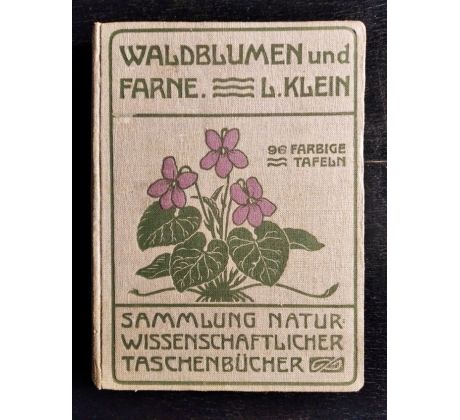 WALDBLUMEN und
FARNE. L. KLEIN
96 FARBIGE
TAFELN
SAMMLUNG NATUR-
WISSENSCHAFTLICHER
TASCHENBÜCHER